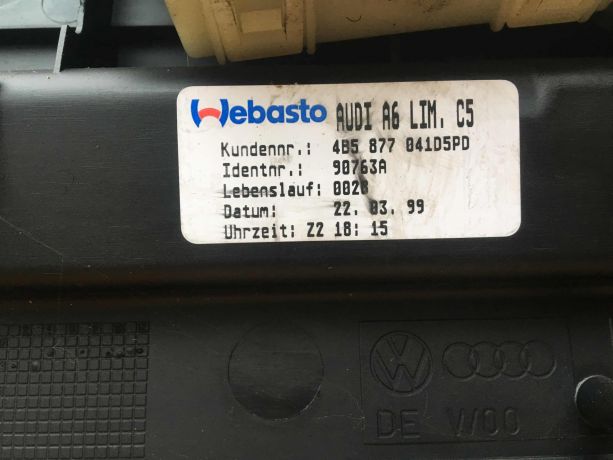 Webasto AUDI A6 LIM. C5
Kundennr.: 4B5 877 041D5PD
Identnr.: 90763A
Lebenslauf: 0028
Datum: 22. 03. 99
Uhrzeit: Z2 18: 15
DE W00